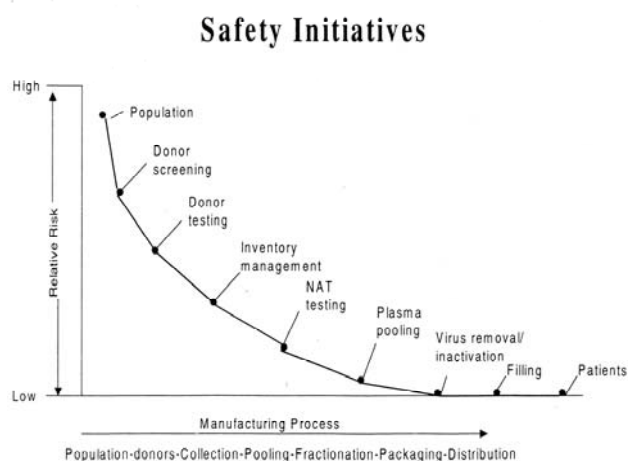 Safety Initiatives
High
Population
Donor
screening
Donor
testing
Inventory
management
NAT
testing
Plasma
pooling
Virus removal/
inactivation
Filling
Patients
Relative Risk
Low
Manufacturing Process
Population-donors-Collection-Pooling-Fractionation-Packaging-Distribution